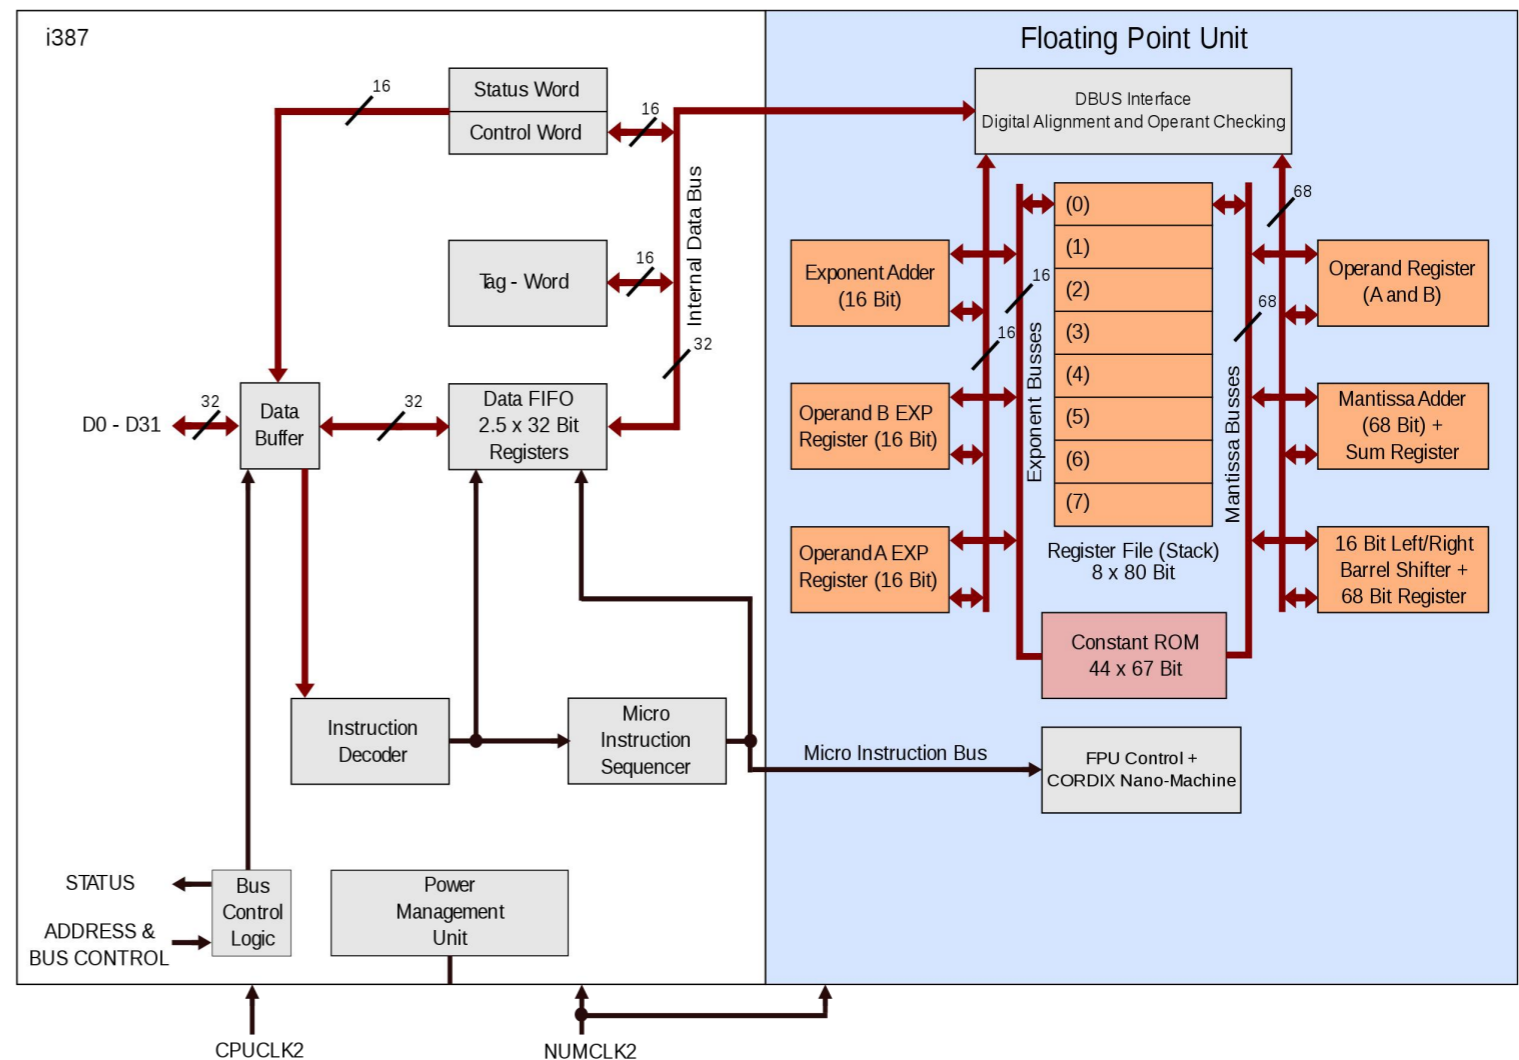 i387
Floating Point Unit
16
Status Word
Control Word
16
DBUS Interface
Digital Alignment and Operant Checking
Internal Data Bus
Tag - Word
16
32
Exponent Adder
(16 Bit)
16
16
Exponent Busses
(0)
(1)
(2)
(3)
(4)
(5)
(6)
(7)
68
68
Mantissa Busses
Operand Register
(A and B)
D0 - D31
32
Data
Buffer
32
Data FIFO
2.5 x 32 Bit
Registers
Operand B EXP
Register (16 Bit)
Mantissa Adder
(68 Bit) +
Sum Register
Operand A EXP
Register (16 Bit)
Register File (Stack)
8 x 80 Bit
16 Bit Left/Right
Barrel Shifter +
68 Bit Register
Constant ROM
44 x 67 Bit
Instruction
Decoder
Micro
Instruction
Sequencer
Micro Instruction Bus
FPU Control +
CORDIX Nano-Machine
STATUS
ADDRESS &
BUS CONTROL
Bus
Control
Logic
Power
Management
Unit
CPUCLK2
NUMCLK2